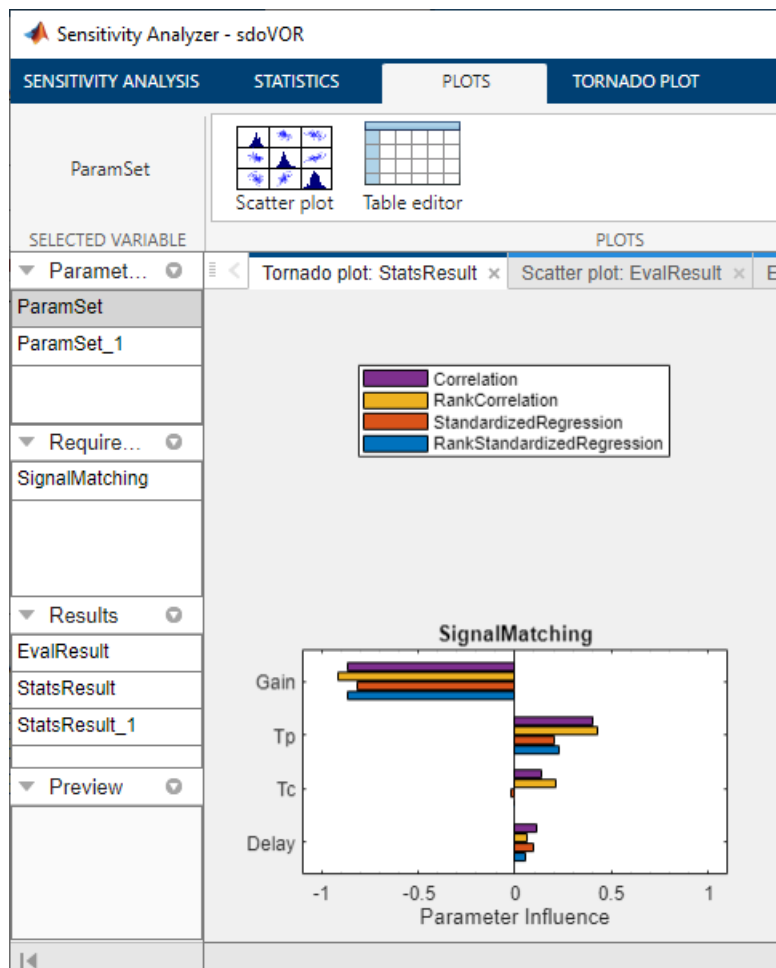 Sensitivity Analyzer - sdoVOR
SENSITIVITY ANALYSIS STATISTICS PLOTS TORNADO PLOT
ParamSet
Scatter plot Table editor
SELECTED VARIABLE PLOTS
Paramet...
Tornado plot: StatsResult × Scatter plot: EvalResult × E
ParamSet
ParamSet_1
Correlation
RankCorrelation
StandardizedRegression
RankStandardizedRegression
Require...
SignalMatching
Results
EvalResult
StatsResult
StatsResult_1
Preview
SignalMatching
Gain
Tp
Tc
Delay
-1 -0.5 0 0.5 1
Parameter Influence